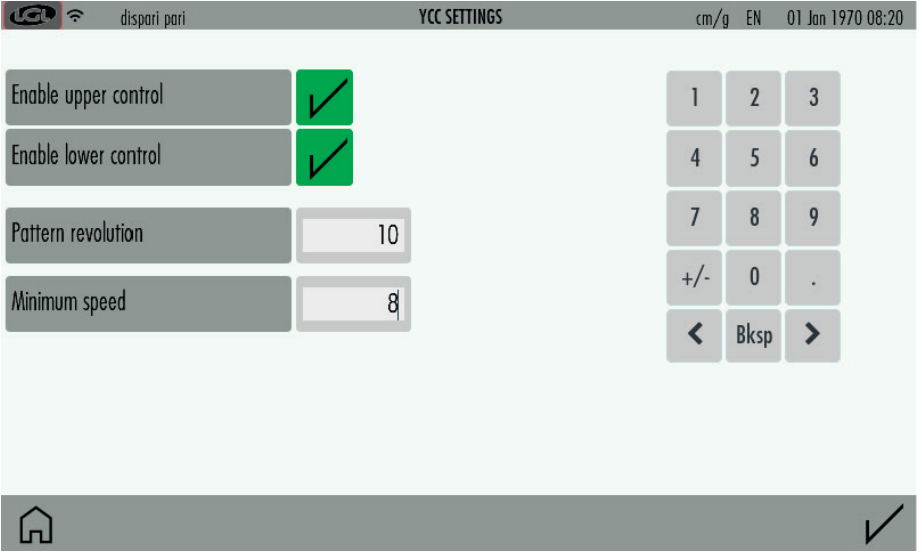 LGL dispari pari YCC SETTINGS cm/g EN 01 Jan 1970 08:20
Enable upper control
Enable lower control
Pattern revolution 10
Minimum speed 8
1 2 3
4 5 6
7 8 9
+/- 0 .
< Bksp >